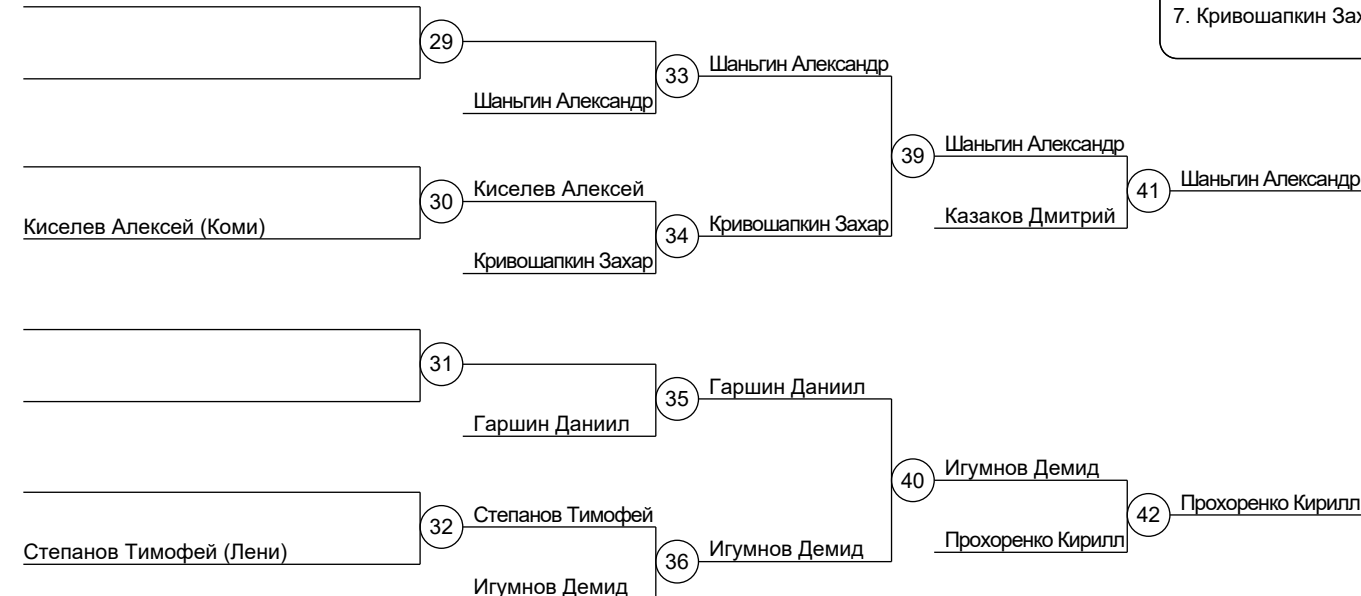 7. Кривошапкин
29
33
Шаньгин Александр
Шаньгин Александр
39
Шаньгин Александр
41
Шаньгин Александр
30
Киселев Алексей
Киселев Алексей (Коми)
34
Кривошапкин Захар
Казаков Дмитрий
Кривошапкин Захар
31
35
Гаршин Даниил
Гаршин Даниил
40
Игумнов Демид
42
Прохоренко Кирилл
32
Степанов Тимофей
Степанов Тимофей (Лени)
36
Игумнов Демид
Прохоренко Кирилл
Игумнов Демид